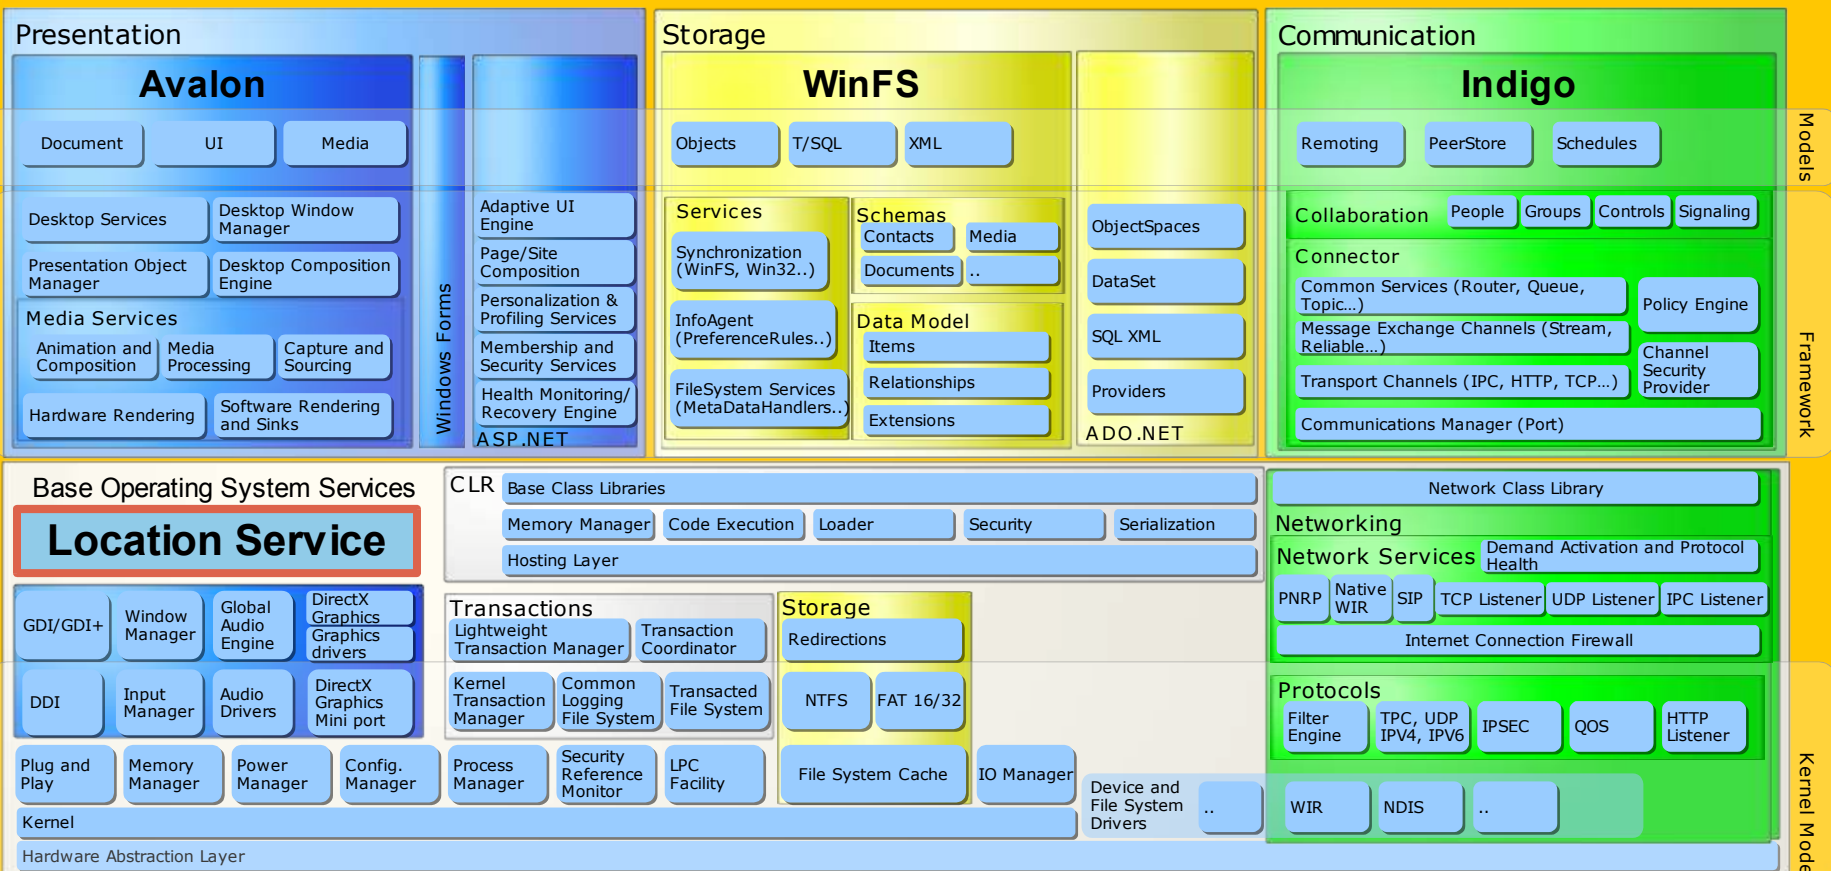 Presentation
Avalon
Document
UI
Media
Desktop Services
Desktop Window
Manager
Presentation Object
Manager
Desktop Composition
Engine
Media Services
Animation and
Composition
Media
Processing
Capture and
Sourcing
Hardware Rendering
Software Rendering
and Sinks
Windows Forms
Adaptive UI
Engine
Page/Site
Composition
Personalization &
Profiling Services
Membership and
Security Services
Health Monitoring/
Recovery Engine
ASP.NET
Storage
WinFS
Objects
T/SQL
XML
Services
Synchronization
(WinFS, Win32..)
InfoAgent
(PreferenceRules..)
FileSystem Services
(MetaDataHandlers..)
Schemas
Contacts
Media
Documents
..
Data Model
Items
Relationships
Extensions
ObjectSpaces
DataSet
SQL XML
Providers
ADO.NET
Communication
Indigo
Remoting
PeerStore
Schedules
Collaboration
People
Groups
Controls
Signaling
Connector
Common Services (Router, Queue,
Topic...)
Message Exchange Channels (Stream,
Reliable...)
Transport Channels (IPC, HTTP, TCP...)
Policy Engine
Channel
Security
Provider
Communications Manager (Port)
Models
Framework
Base Operating System Services
Location Service
CLR
Base Class Libraries
Memory Manager
Code Execution
Loader
Security
Serialization
Hosting Layer
GDI/GDI+
Window
Manager
Global
Audio
Engine
DirectX
Graphics
Graphics
drivers
DDI
Input
Manager
Audio
Drivers
DirectX
Graphics
Mini port
Transactions
Lightweight
Transaction Manager
Transaction
Coordinator
Kernel
Transaction
Manager
Common
Logging
File System
Transacted
File System
Storage
Redirections
NTFS
FAT 16/32
File System Cache
Plug and
Play
Memory
Manager
Power
Manager
Config.
Manager
Process
Manager
Security
Reference
Monitor
LPC
Facility
IO Manager
Device and
File System
Drivers
..
Kernel
Hardware Abstraction Layer
Network Class Library
Networking
Network Services
Demand Activation and Protocol
Health
PNRP
Native
WIR
SIP
TCP Listener
UDP Listener
IPC Listener
Internet Connection Firewall
Protocols
Filter
Engine
TPC, UDP
IPV4, IPV6
IPSEC
QOS
HTTP
Listener
WIR
NDIS
..
Kernel Mode